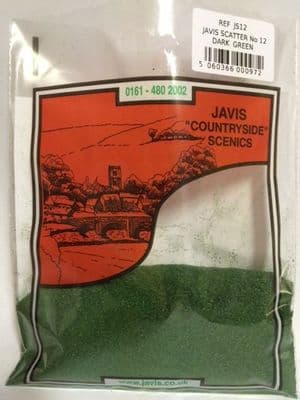 REF JS12
JAVIS SCATTER No 12
DARK GREEN
5 060366 000972
0161 - 480 2002
JAVIS
"COUNTRYSIDE"
SCENICS
www.javis.co.uk